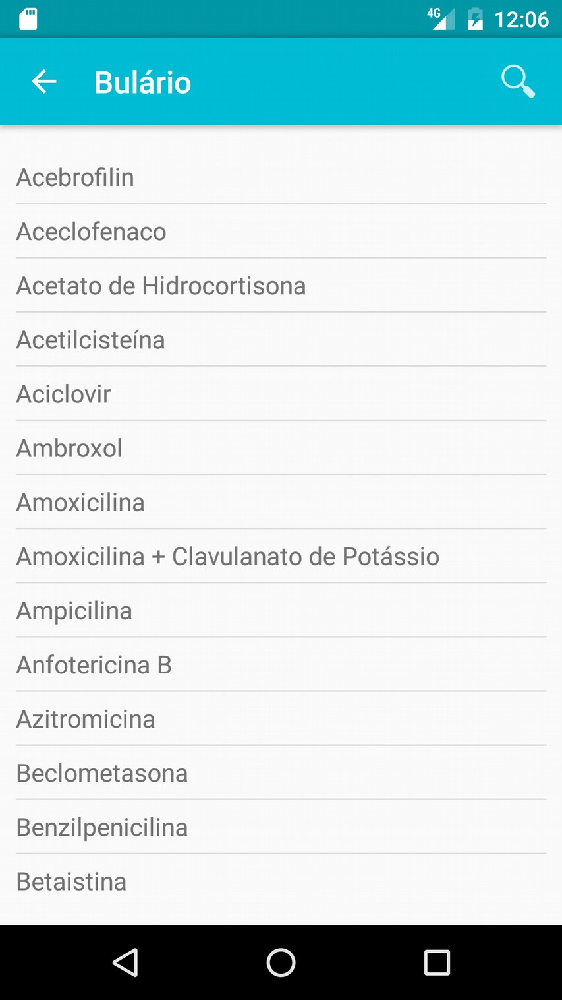 4G 12:06
Bulário
Acebrofilin
Aceclofenaco
Acetato de Hidrocortisona
Acetilcisteína
Aciclovir
Ambroxol
Amoxicilina
Amoxicilina + Clavulanato de Potássio
Ampicilina
Anfotericina B
Azitromicina
Beclometasona
Benzilpenicilina
Betaistina